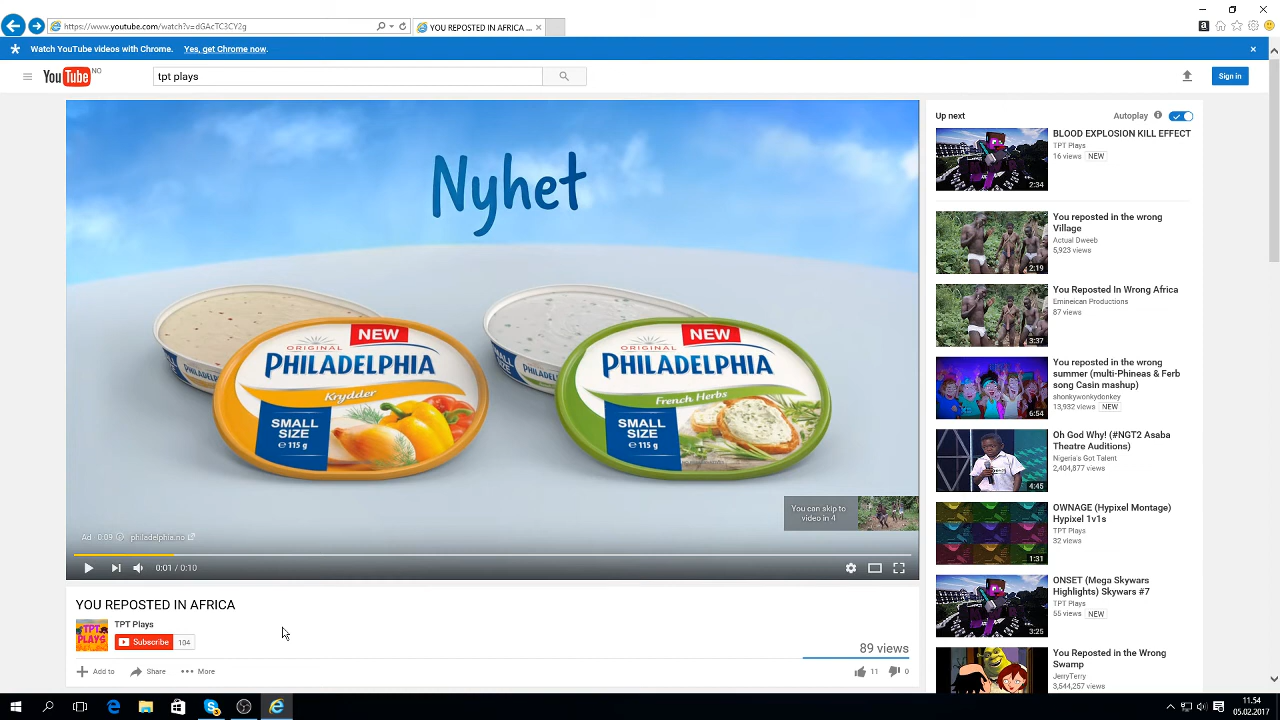 https://www.youtube.com/watch?v=dGAcTC3CY2g
YOU REPOSTED IN AFRICA ...
Watch YouTube videos with Chrome. Yes, get Chrome now.
YouTube NO
tpt plays
Sign in
Nyhet
NEW
ORIGINAL
PHILADELPHIA
Krydder
SMALL
SIZE
e 115 g
NEW
ORIGINAL
PHILADELPHIA
French Herbs
SMALL
SIZE
e 115 g
You can skip to
video in 4
Ad · 0:09 philadelphia.no
0:01 / 0:10
YOU REPOSTED IN AFRICA
TPT PLAYS
TPT Plays
Subscribe 104
89 views
Add to Share More
11 0
Up next
Autoplay
BLOOD EXPLOSION KILL EFFECT
TPT Plays
16 views NEW
2:34
You reposted in the wrong
Village
Actual Dweeb
5,923 views
2:19
You Reposted In Wrong Africa
Emineican Productions
87 views
3:37
You reposted in the wrong
summer (multi-Phineas & Ferb
song Casin mashup)
shonkywonkydonkey
13,932 views NEW
6:54
Oh God Why! (#NGT2 Asaba
Theatre Auditions)
Nigeria's Got Talent
2,404,877 views
4:45
OWNAGE (Hypixel Montage)
Hypixel 1v1s
TPT Plays
32 views
1:31
ONSET (Mega Skywars
Highlights) Skywars #7
TPT Plays
55 views NEW
3:25
You Reposted in the Wrong
Swamp
JerryTerry
3,544,257 views
11.54
05.02.2017